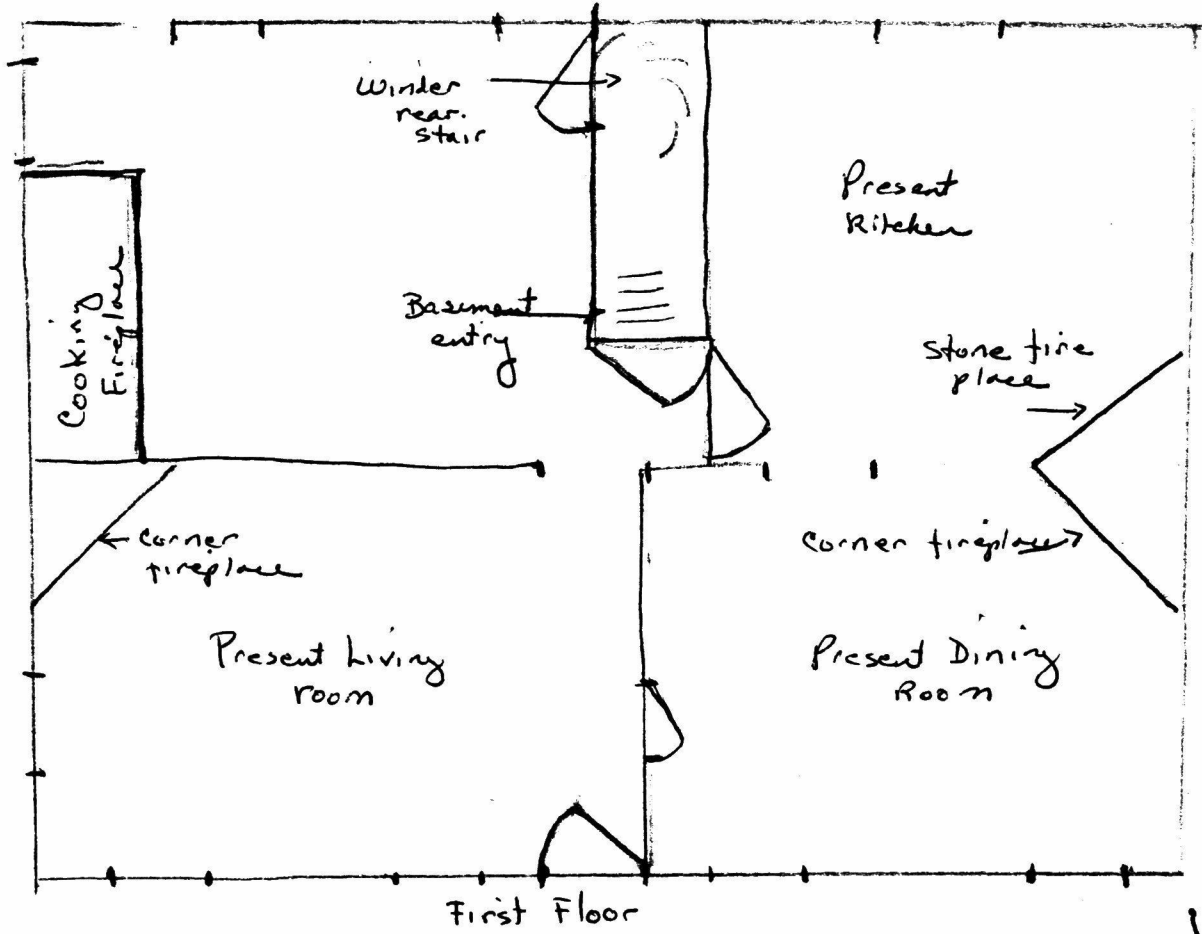 Winder
rear.
stair
Present
Kitchen
Cooking
Fireplace
Basement
entry
Stone fire
place
corner
fireplace
corner fireplace
Present Living
room
Present Dining
Room
First Floor